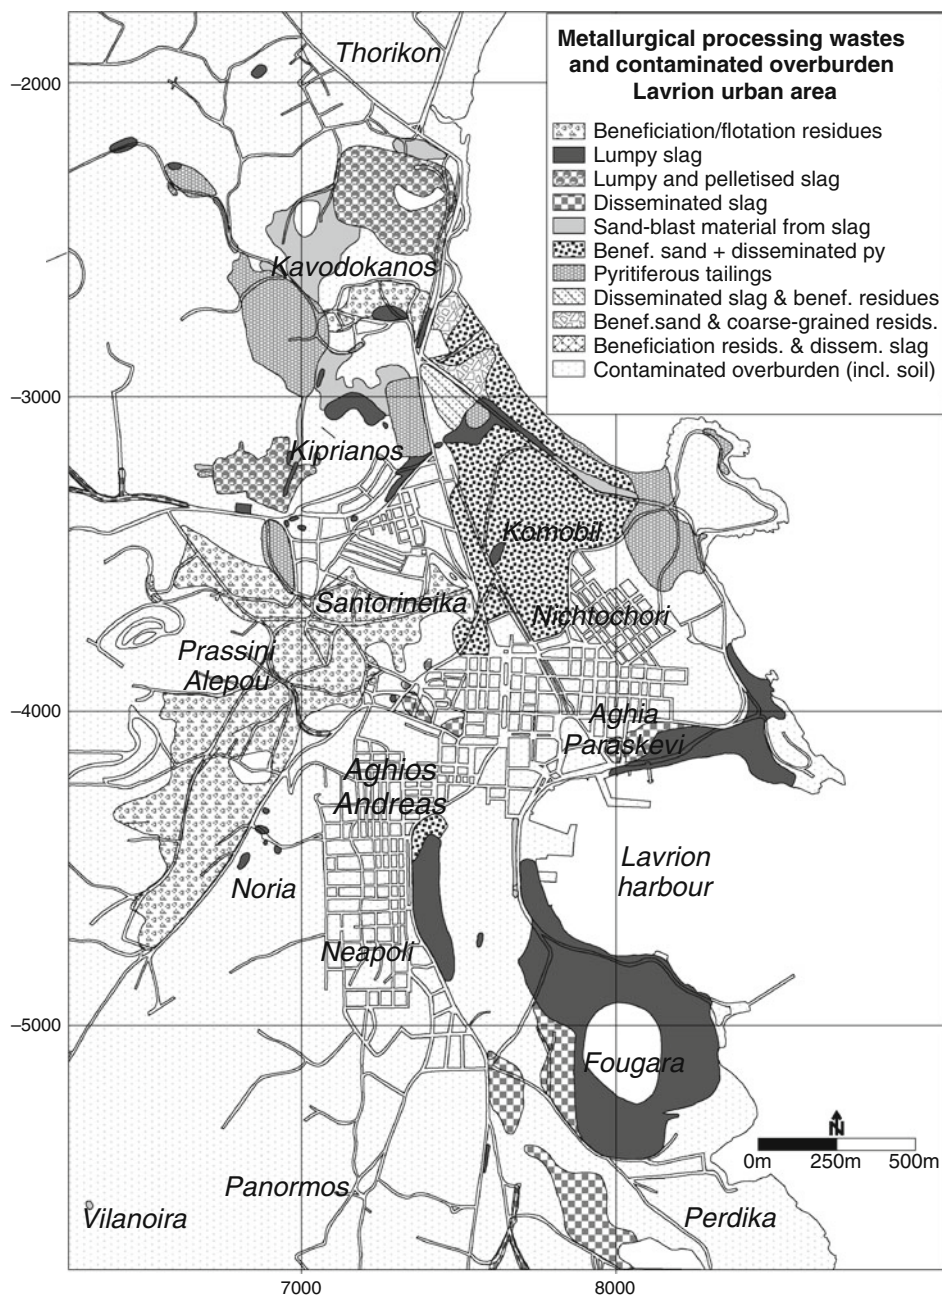 Metallurgical processing wastes
and contaminated overburden
Lavrion urban area
Beneficiation/flotation residues
Lumpy slag
Lumpy and pelletised slag
Disseminated slag
Sand-blast material from slag
Benef. sand + disseminated py
Pyritiferous tailings
Disseminated slag & benef. residues
Benef.sand & coarse-grained resids.
Beneficiation resids. & dissem. slag
Contaminated overburden (incl. soil)
Thorikon
–2000
Kavodokanos
–3000
Kiprianos
Komobil
Santorineika
Nichtochori
Prassini
Alepou
–4000
Aghia
Paraskevi
Aghios
Andreas
Lavrion
harbour
Noria
Neapoli
–5000
Fougara
N
0m 250m 500m
Panormos
Vilanoira
Perdika
7000 8000